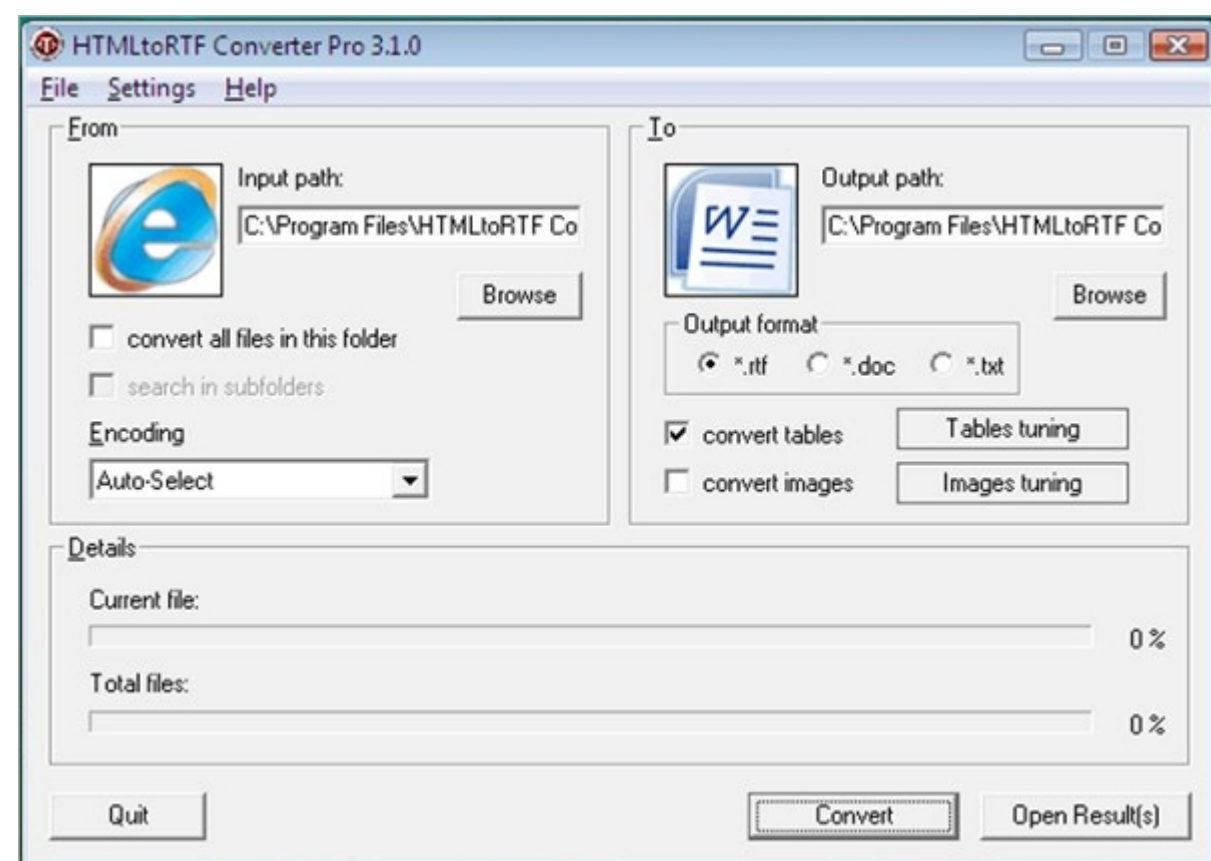 HTMLtoRTF Converter Pro 3.1.0
File Settings Help
From
Input path:
C:\Program Files\HTMLtoRTF Co
Browse
convert all files in this folder
search in subfolders
Encoding
Auto-Select
To
W
Output path:
C:\Program Files\HTMLtoRTF Co
Browse
Output format
*.rtf *.doc *.txt
convert tables Tables tuning
convert images Images tuning
Details
Current file:
0 %
Total files:
0 %
Quit Convert Open Result(s)